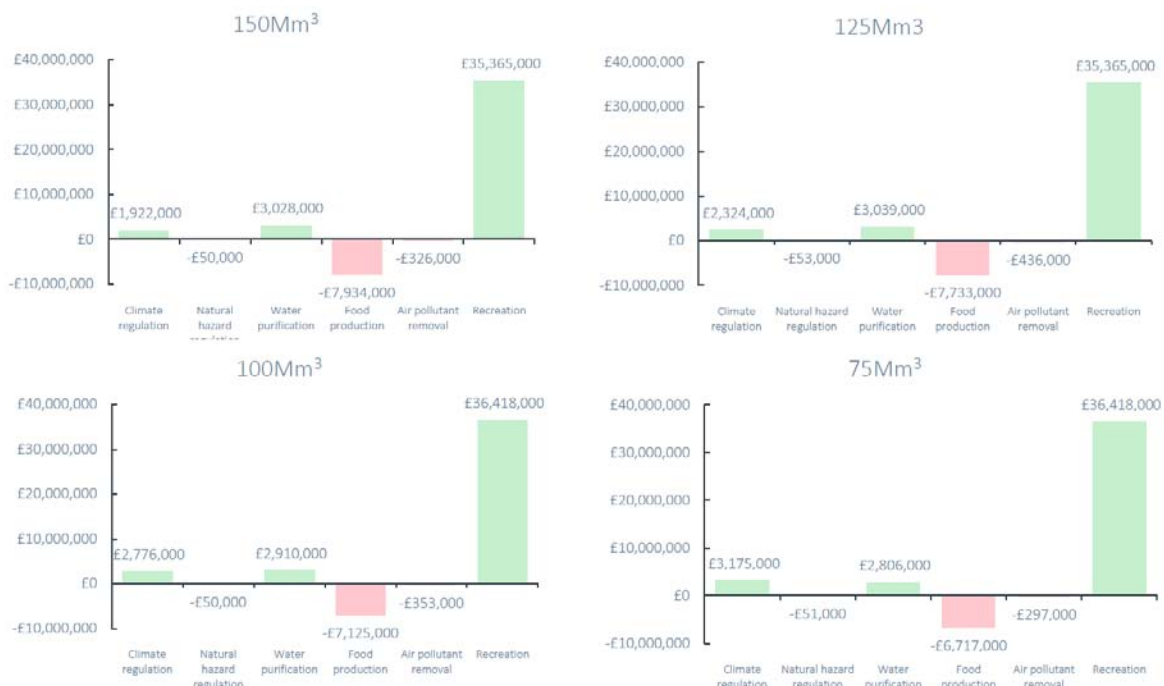 150Mm³
£40,000,000
£30,000,000
£20,000,000
£10,000,000
£0
-£10,000,000
£1,922,000
-£50,000
£3,028,000
-£7,934,000
-£326,000
£35,365,000
Climate
regulation
Natural
hazard
regulation
Water
purification
Food
production
Air pollutant
removal
Recreation
125Mm3
£40,000,000
£30,000,000
£20,000,000
£10,000,000
£0
-£10,000,000
£2,324,000
-£53,000
£3,039,000
-£7,733,000
-£436,000
£35,365,000
Climate
regulation
Natural hazard
regulation
Water
purification
Food
production
Air pollutant
removal
Recreation
100Mm³
£40,000,000
£30,000,000
£20,000,000
£10,000,000
£0
-£10,000,000
£2,776,000
-£50,000
£2,910,000
-£7,125,000
-£353,000
£36,418,000
Climate
regulation
Natural
hazard
regulation
Water
purification
Food
production
Air pollutant
removal
Recreation
75Mm³
£40,000,000
£30,000,000
£20,000,000
£10,000,000
£0
-£10,000,000
£3,175,000
-£51,000
£2,806,000
-£6,717,000
-£297,000
£36,418,000
Climate
regulation
Natural hazard
regulation
Water
purification
Food
production
Air pollutant
removal
Recreation